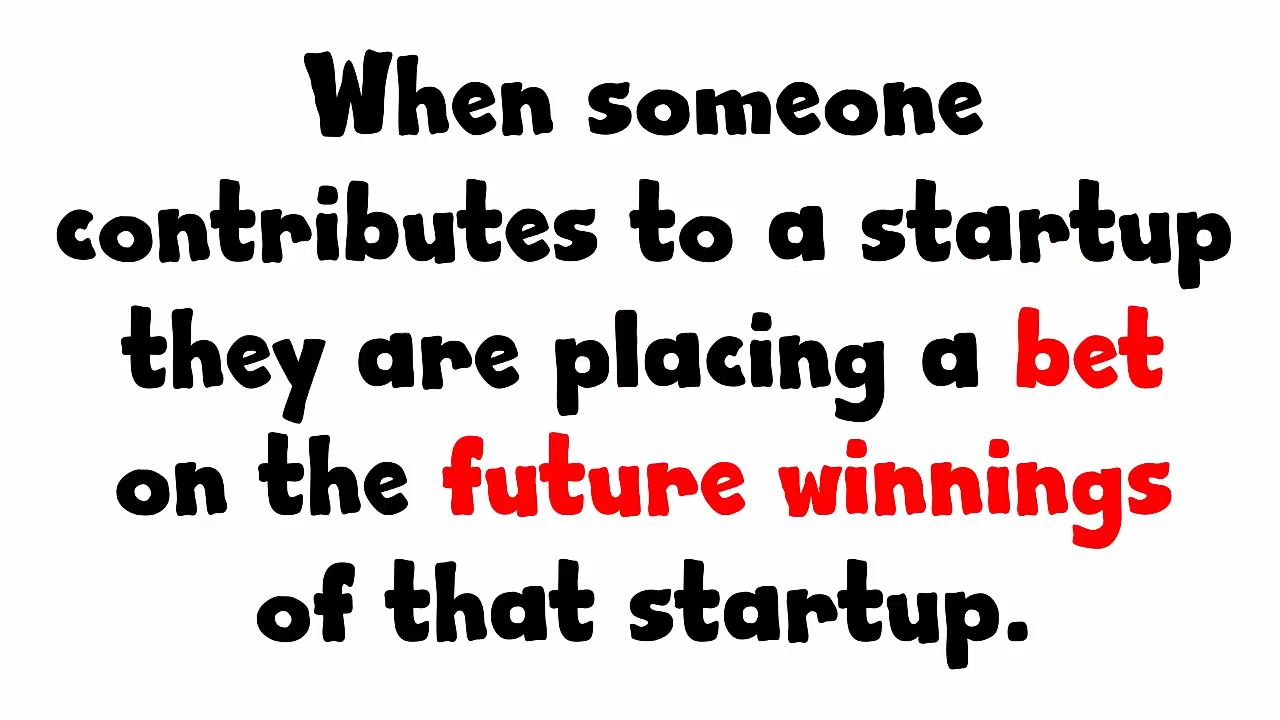 When someone
contributes to a startup
they are placing a bet
on the future winnings
of that startup.